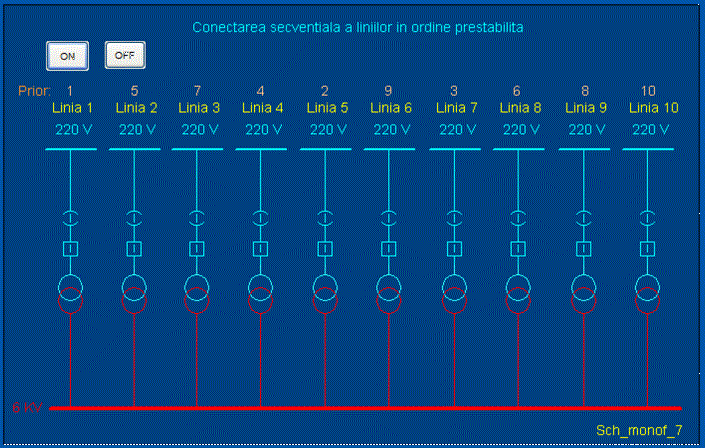 Conectarea secventiala a liniilor in ordine prestabilita
ON OFF
Prior: 1 5 7 4 2 9 3 6 8 10
Linia 1 Linia 2 Linia 3 Linia 4 Linia 5 Linia 6 Linia 7 Linia 8 Linia 9 Linia 10
220 V 220 V 220 V 220 V 220 V 220 V 220 V 220 V 220 V 220 V
Sch_monof_7